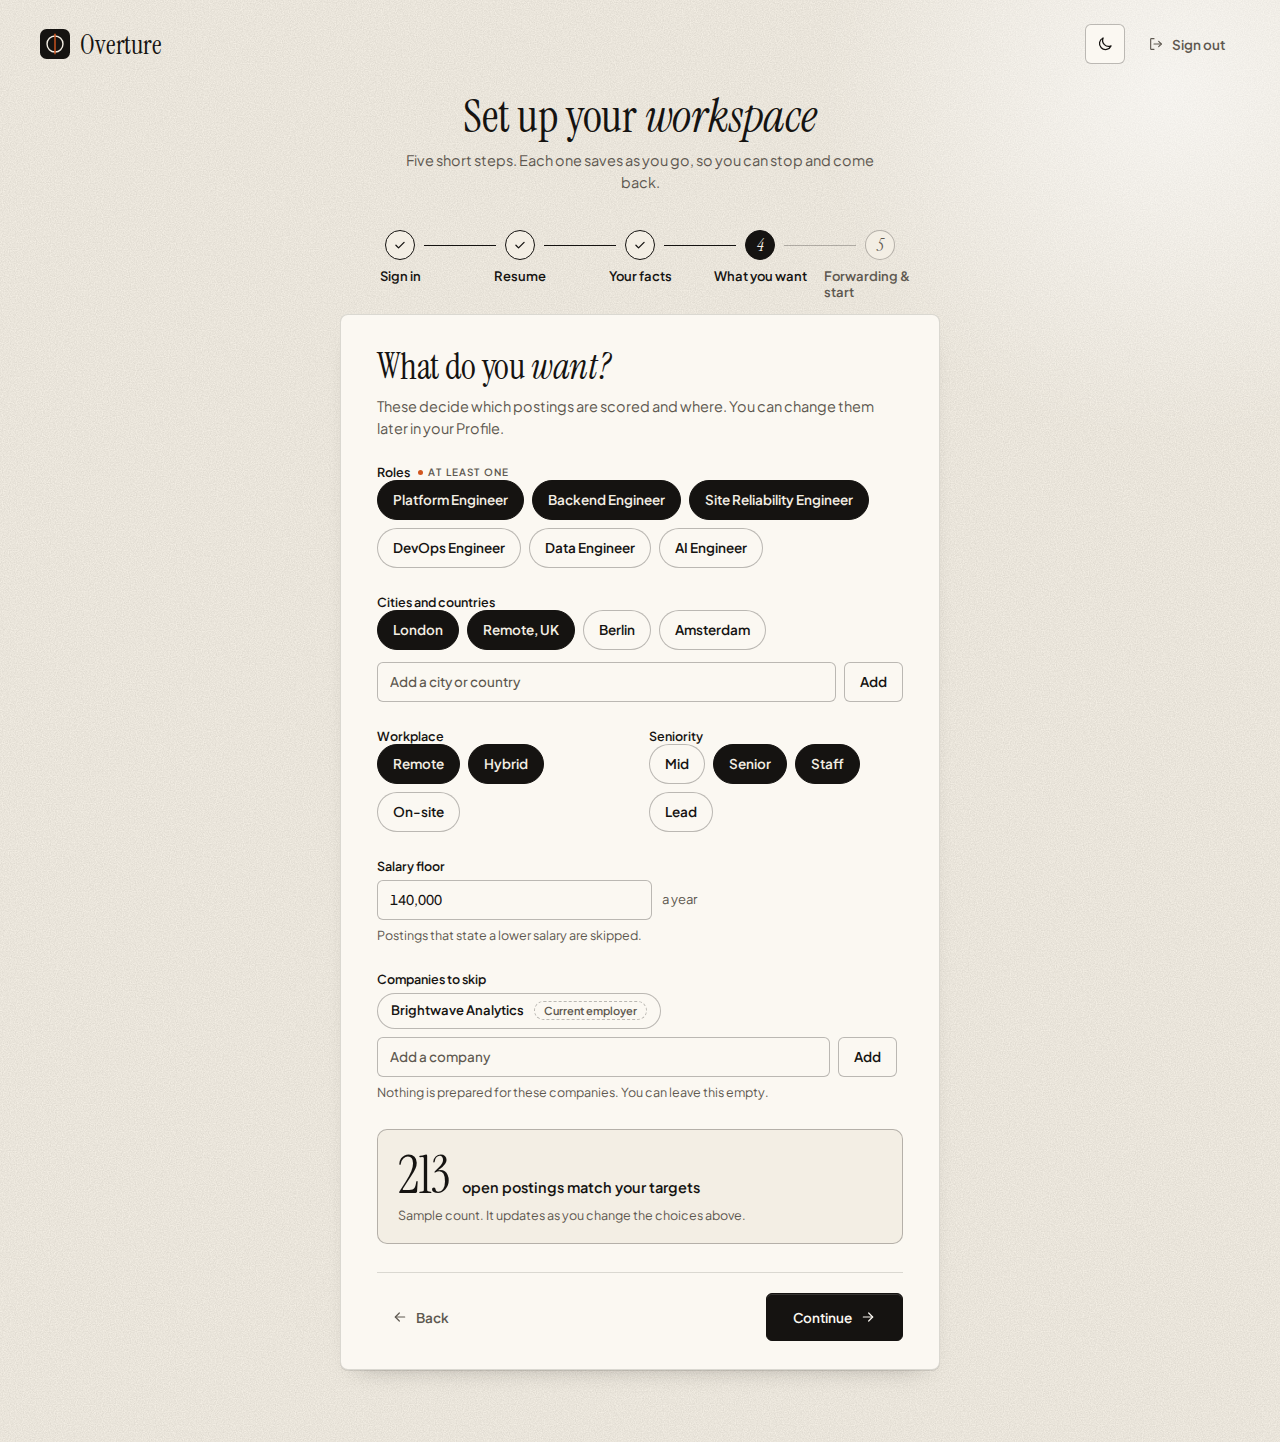 Overture
Sign out
Set up your workspace
Five short steps. Each one saves as you go, so you can stop and come
back.
4
5
Sign in
Resume
Your facts
What you want
Forwarding &
start
What do you want?
These decide which postings are scored and where. You can change them
later in your Profile.
Roles AT LEAST ONE
Platform Engineer
Backend Engineer
Site Reliability Engineer
DevOps Engineer
Data Engineer
AI Engineer
Cities and countries
London
Remote, UK
Berlin
Amsterdam
Add a city or country
Add
Workplace
Seniority
Remote
Hybrid
Mid
Senior
Staff
On-site
Lead
Salary floor
140,000
a year
Postings that state a lower salary are skipped.
Companies to skip
Brightwave Analytics
Current employer
Add a company
Add
Nothing is prepared for these companies. You can leave this empty.
213 open postings match your targets
Sample count. It updates as you change the choices above.
Back
Continue